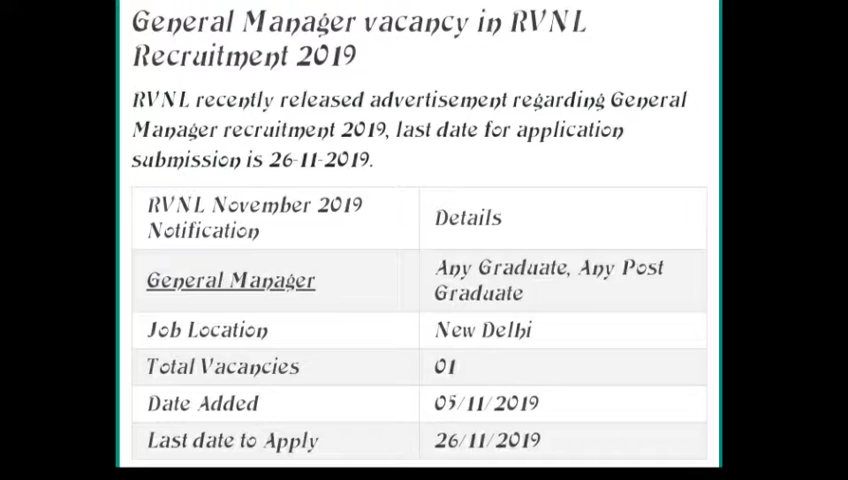 General Manager vacancy in RVNL
Recruitment 2019
RVNL recently released advertisement regarding General
Manager recruitment 2019, last date for application
submission is 26-11-2019.
RVNL November 2019
Notification
Details
General Manager
Any Graduate, Any Post
Graduate
Job Location
New Delhi
Total Vacancies
01
Date Added
05/11/2019
Last date to Apply
26/11/2019